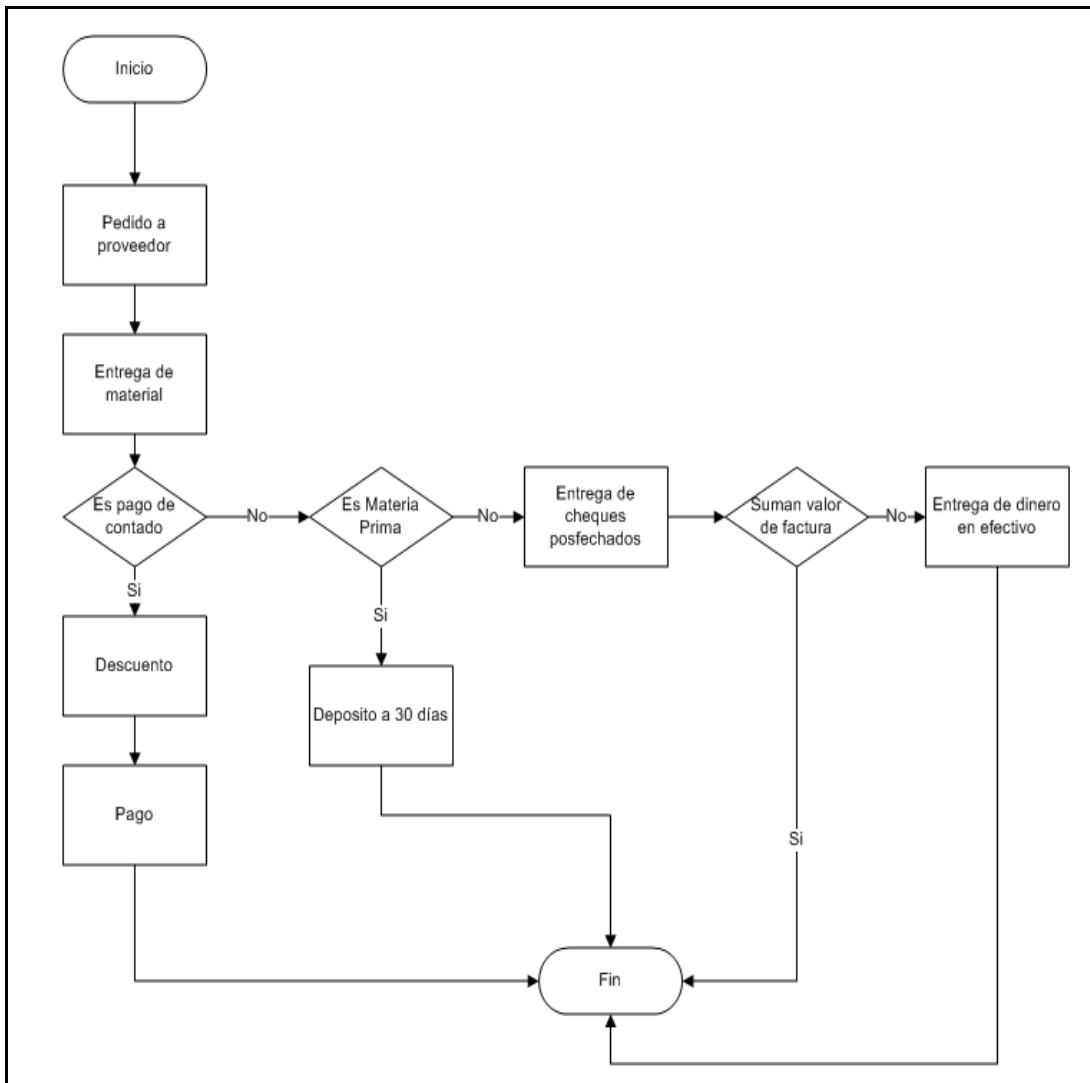 Inicio
Pedido a
proveedor
Entrega de
material
Es pago de
contado
No
Es Materia
Prima
No
Entrega de
cheques
posfechados
Suman valor
de factura
No
Entrega de dinero
en efectivo
Si
Descuento
Si
Deposito a 30 días
Pago
Si
Fin